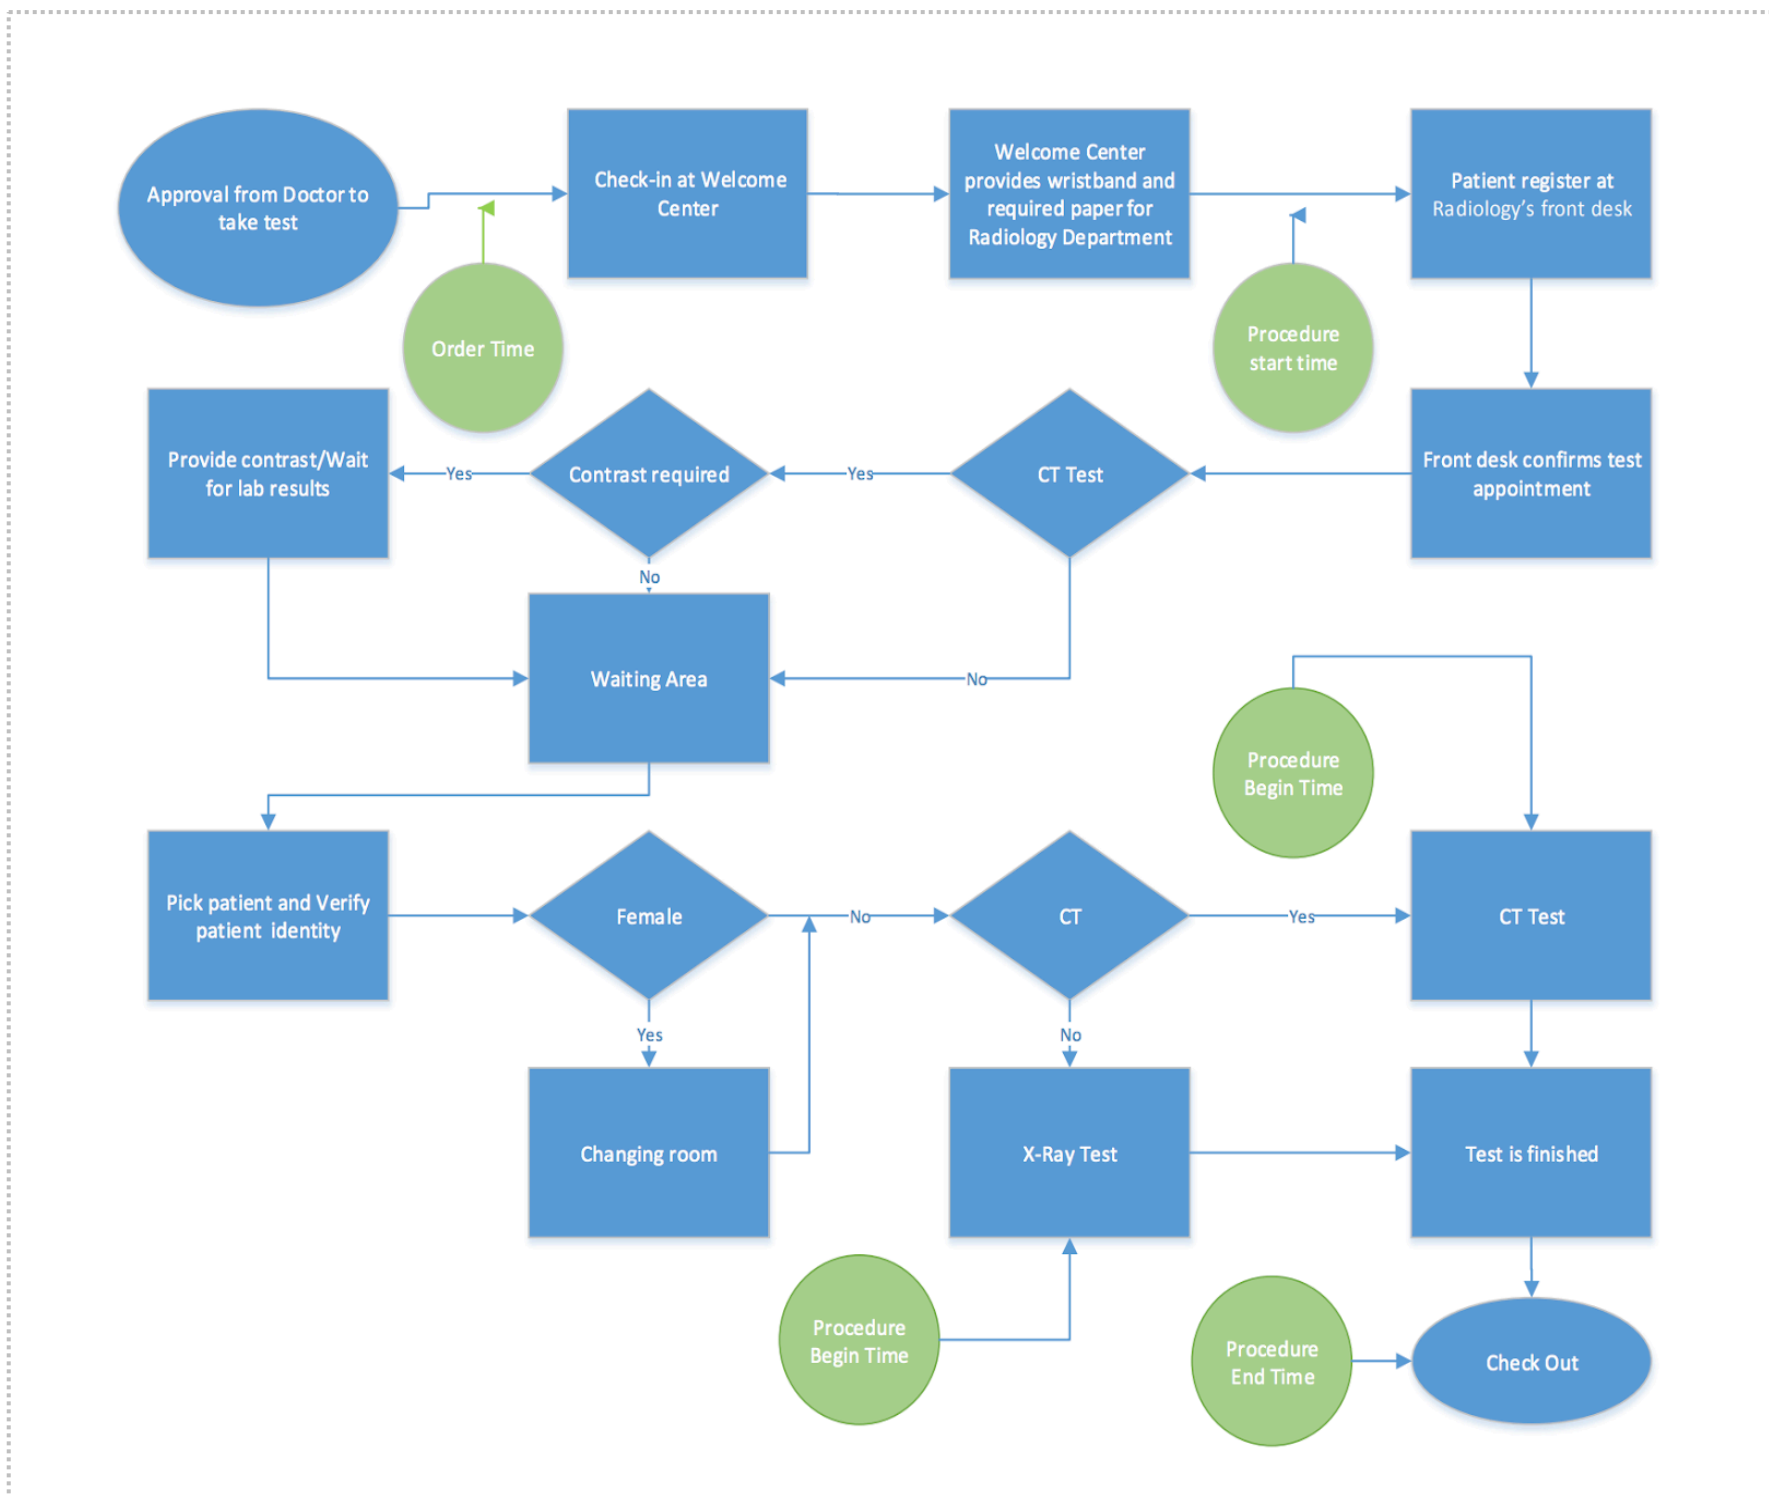 Approval from Doctor to
take test
Check-in at Welcome
Center
Welcome Center
provides wristband and
required paper for
Radiology Department
Patient register at
Radiology's front desk
Order Time
Procedure
start time
Provide contrast/Wait
for lab results
Yes
Contrast required
Yes
CT Test
Front desk confirms test
appointment
No
Waiting Area
No
Procedure
Begin Time
Pick patient and Verify
patient identity
Female
No
CT
Yes
CT Test
Yes
No
Changing room
X-Ray Test
Test is finished
Procedure
Begin Time
Procedure
End Time
Check Out